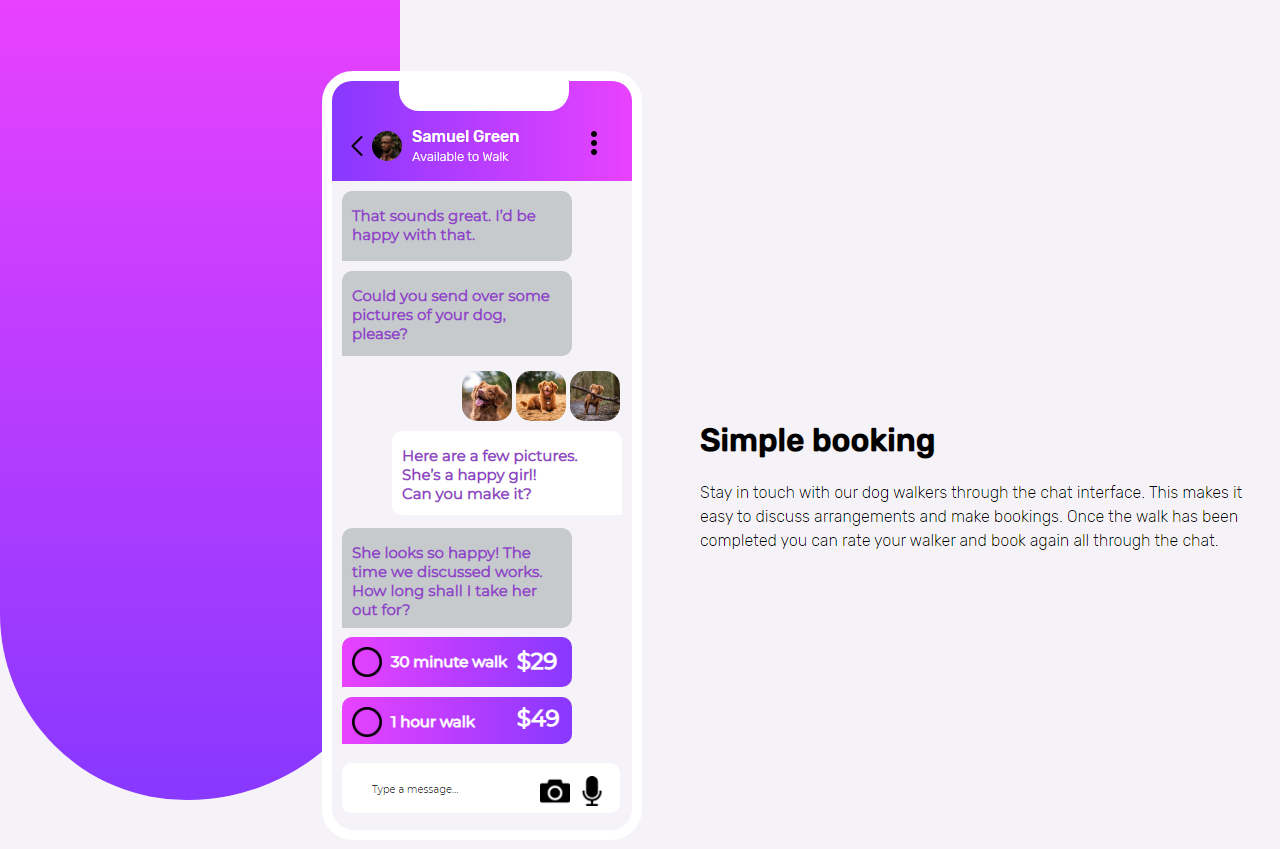 Samuel Green
Available to Walk
That sounds great. I’d be
happy with that.
Could you send over some
pictures of your dog,
please?
Here are a few pictures.
She’s a happy girl!
Can you make it?
She looks so happy! The
time we discussed works.
How long shall I take her
out for?
30 minute walk $29
1 hour walk $49
Type a message...
Simple booking
Stay in touch with our dog walkers through the chat interface. This makes it
easy to discuss arrangements and make bookings. Once the walk has been
completed you can rate your walker and book again all through the chat.